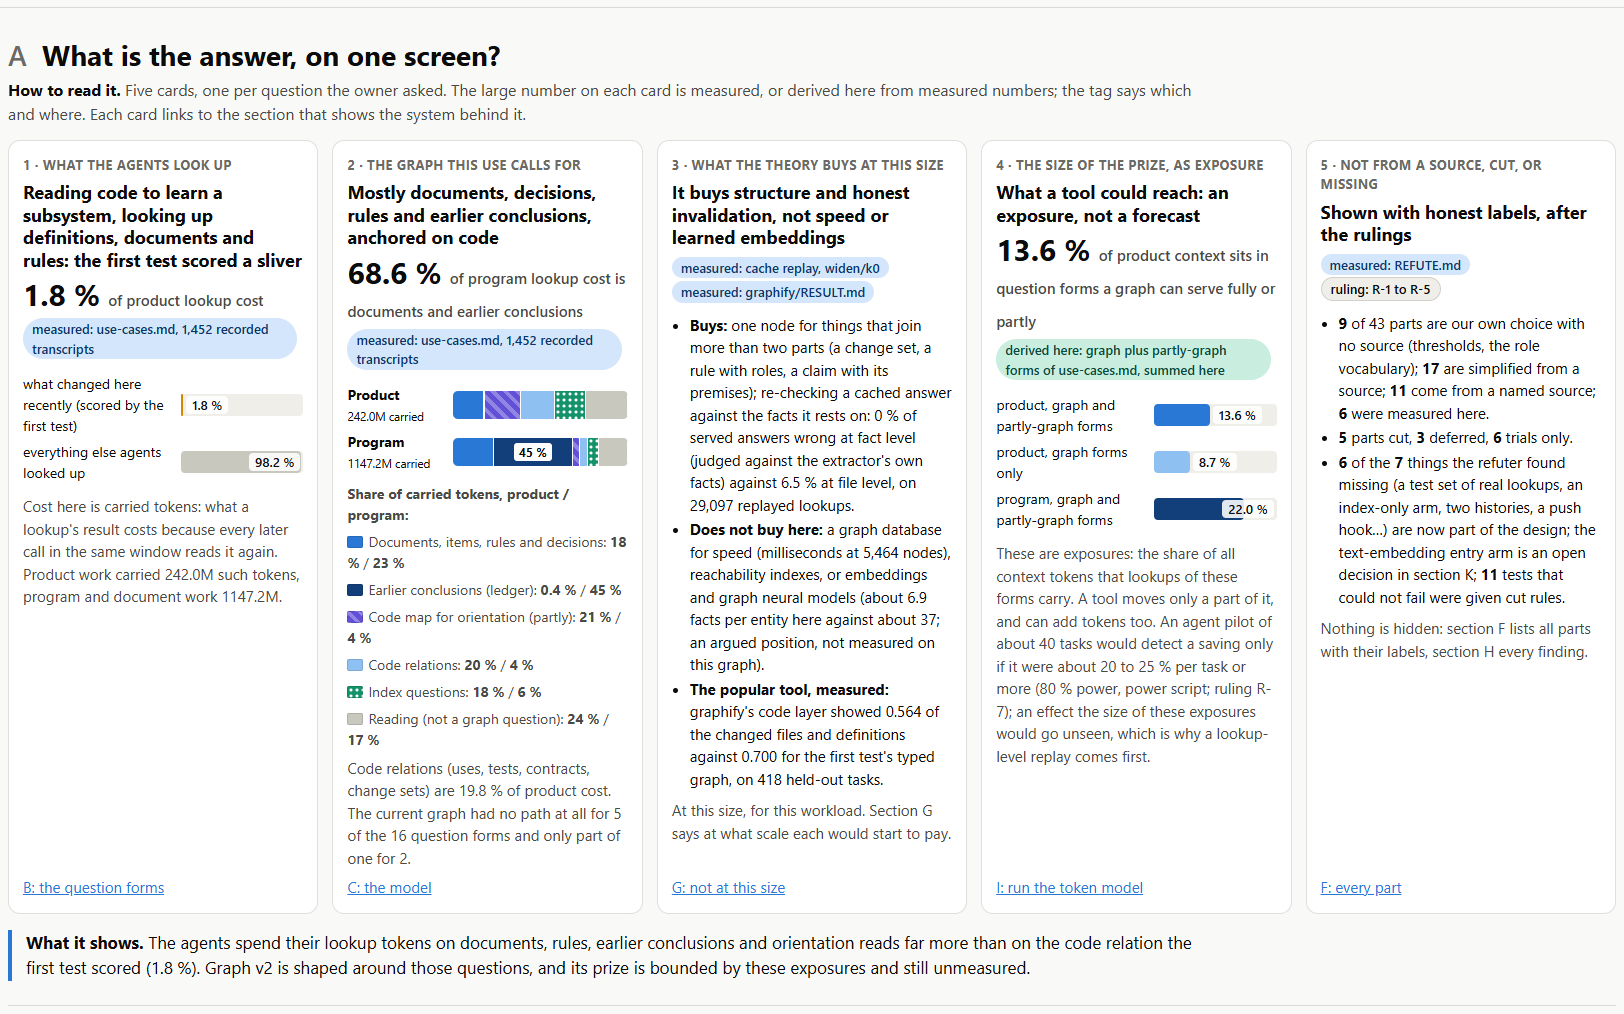 A What is the answer, on one screen?
How to read it. Five cards, one per question the owner asked. The large number on each card is measured, or derived here from measured numbers; the tag says which
and where. Each card links to the section that shows the system behind it.
1 · WHAT THE AGENTS LOOK UP
Reading code to learn a
subsystem, looking up
definitions, documents and
rules: the first test scored a sliver
1.8 % of product lookup cost
measured: use-cases.md, 1,452 recorded
transcripts
what changed here
recently (scored by the
first test)
1.8 %
everything else agents
looked up
98.2 %
Cost here is carried tokens: what a
lookup's result costs because every later
call in the same window reads it again.
Product work carried 242.0M such tokens,
program and document work 1147.2M.
B: the question forms
2 · THE GRAPH THIS USE CALLS FOR
Mostly documents, decisions,
rules and earlier conclusions,
anchored on code
68.6 % of program lookup cost is
documents and earlier conclusions
measured: use-cases.md, 1,452 recorded
transcripts
Product
242.0M carried
Program
1147.2M carried
45 %
Share of carried tokens, product /
program:
Documents, items, rules and decisions: 18
% / 23 %
Earlier conclusions (ledger): 0.4 % / 45 %
Code map for orientation (partly): 21 % /
4 %
Code relations: 20 % / 4 %
Index questions: 18 % / 6 %
Reading (not a graph question): 24 % /
17 %
Code relations (uses, tests, contracts,
change sets) are 19.8 % of product cost.
The current graph had no path at all for 5
of the 16 question forms and only part of
one for 2.
C: the model
3 · WHAT THE THEORY BUYS AT THIS SIZE
It buys structure and honest
invalidation, not speed or
learned embeddings
measured: cache replay, widen/k0
measured: graphify/RESULT.md
• Buys: one node for things that join
more than two parts (a change set, a
rule with roles, a claim with its
premises); re-checking a cached answer
against the facts it rests on: 0 % of
served answers wrong at fact level
(judged against the extractor's own
facts) against 6.5 % at file level, on
29,097 replayed lookups.
• Does not buy here: a graph database
for speed (milliseconds at 5,464 nodes),
reachability indexes, or embeddings
and graph neural models (about 6.9
facts per entity here against about 37;
an argued position, not measured on
this graph).
• The popular tool, measured:
graphify's code layer showed 0.564 of
the changed files and definitions
against 0.700 for the first test's typed
graph, on 418 held-out tasks.
At this size, for this workload. Section G
says at what scale each would start to pay.
G: not at this size
4 · THE SIZE OF THE PRIZE, AS EXPOSURE
What a tool could reach: an
exposure, not a forecast
13.6 % of product context sits in
question forms a graph can serve fully or
partly
derived here: graph plus partly-graph
forms of use-cases.md, summed here
product, graph and
partly-graph forms
13.6 %
product, graph forms
only
8.7 %
program, graph and
partly-graph forms
22.0 %
These are exposures: the share of all
context tokens that lookups of these
forms carry. A tool moves only a part of it,
and can add tokens too. An agent pilot of
about 40 tasks would detect a saving only
if it were about 20 to 25 % per task or
more (80 % power, power script; ruling R-
7); an effect the size of these exposures
would go unseen, which is why a lookup-
level replay comes first.
I: run the token model
5 · NOT FROM A SOURCE, CUT, OR
MISSING
Shown with honest labels, after
the rulings
measured: REFUTE.md
ruling: R-1 to R-5
• 9 of 43 parts are our own choice with
no source (thresholds, the role
vocabulary); 17 are simplified from a
source; 11 come from a named source;
6 were measured here.
• 5 parts cut, 3 deferred, 6 trials only.
• 6 of the 7 things the refuter found
missing (a test set of real lookups, an
index-only arm, two histories, a push
hook...) are now part of the design; the
text-embedding entry arm is an open
decision in section K; 11 tests that
could not fail were given cut rules.
Nothing is hidden: section F lists all parts
with their labels, section H every finding.
F: every part
What it shows. The agents spend their lookup tokens on documents, rules, earlier conclusions and orientation reads far more than on the code relation the
first test scored (1.8 %). Graph v2 is shaped around those questions, and its prize is bounded by these exposures and still unmeasured.